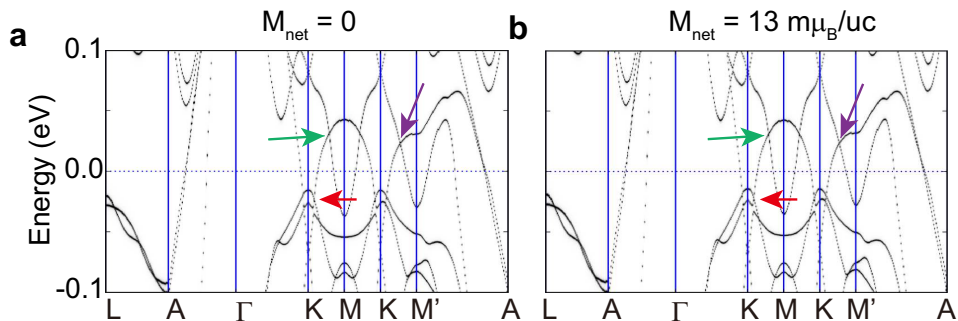 a
M_net = 0
b
M_net = 13 mμ_B/uc
Energy (eV)
0.1
0.0
-0.1
L A Γ K M K M' A
L A Γ K M K M' A